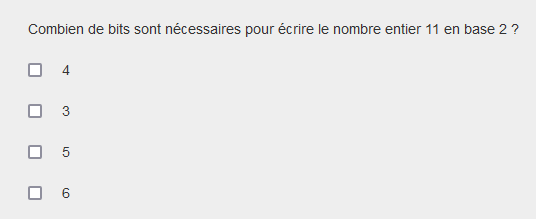 Combien de bits sont nécessaires pour écrire le nombre entier 11 en base 2 ?
4
3
5
6